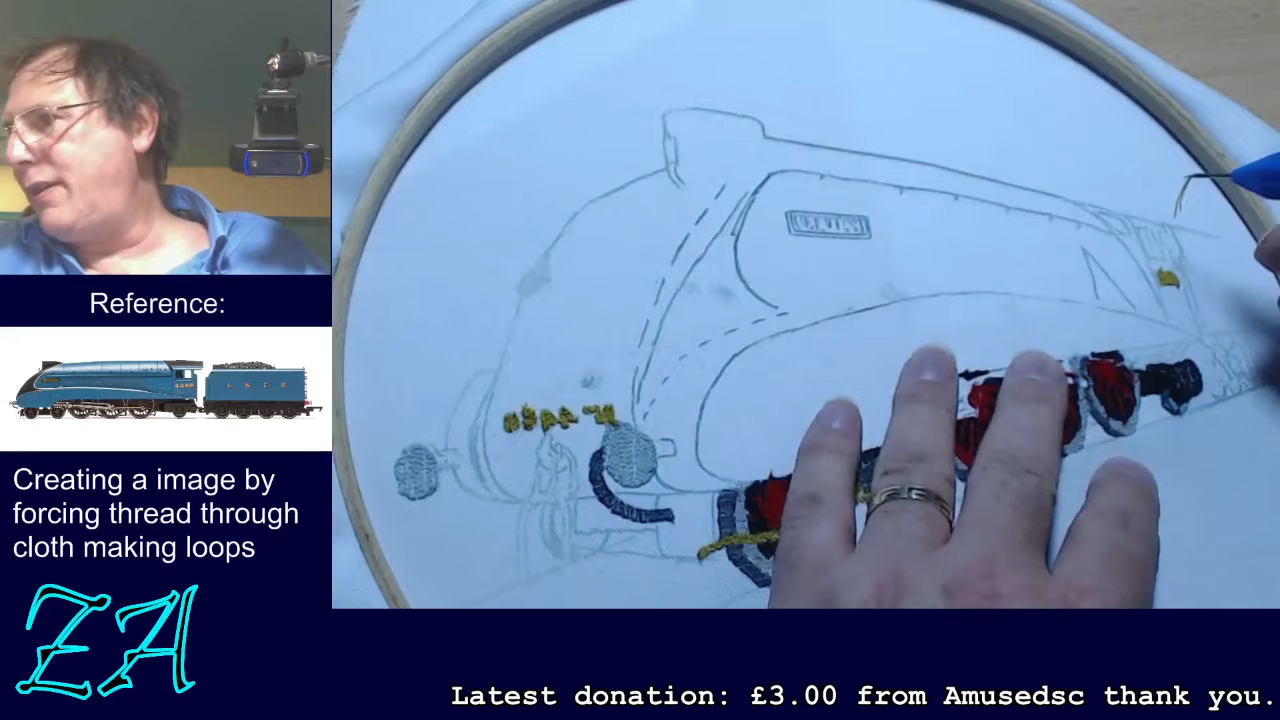 Reference:
Creating a image by
forcing thread through
cloth making loops
ZA
Latest donation: £3.00 from Amusedsc thank you.